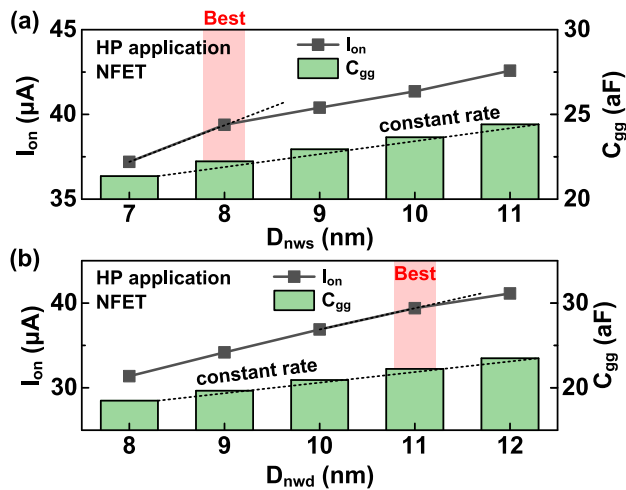 (a)
Best
HP application
NFET
Ion
Cgg
constant rate
45
40
35
Ion (µA)
30
25
20
Cgg (aF)
7 8 9 10 11
Dnws (nm)
(b)
HP application
NFET
Ion
Cgg
Best
constant rate
40
30
Ion (µA)
30
20
Cgg (aF)
8 9 10 11 12
Dnwd (nm)